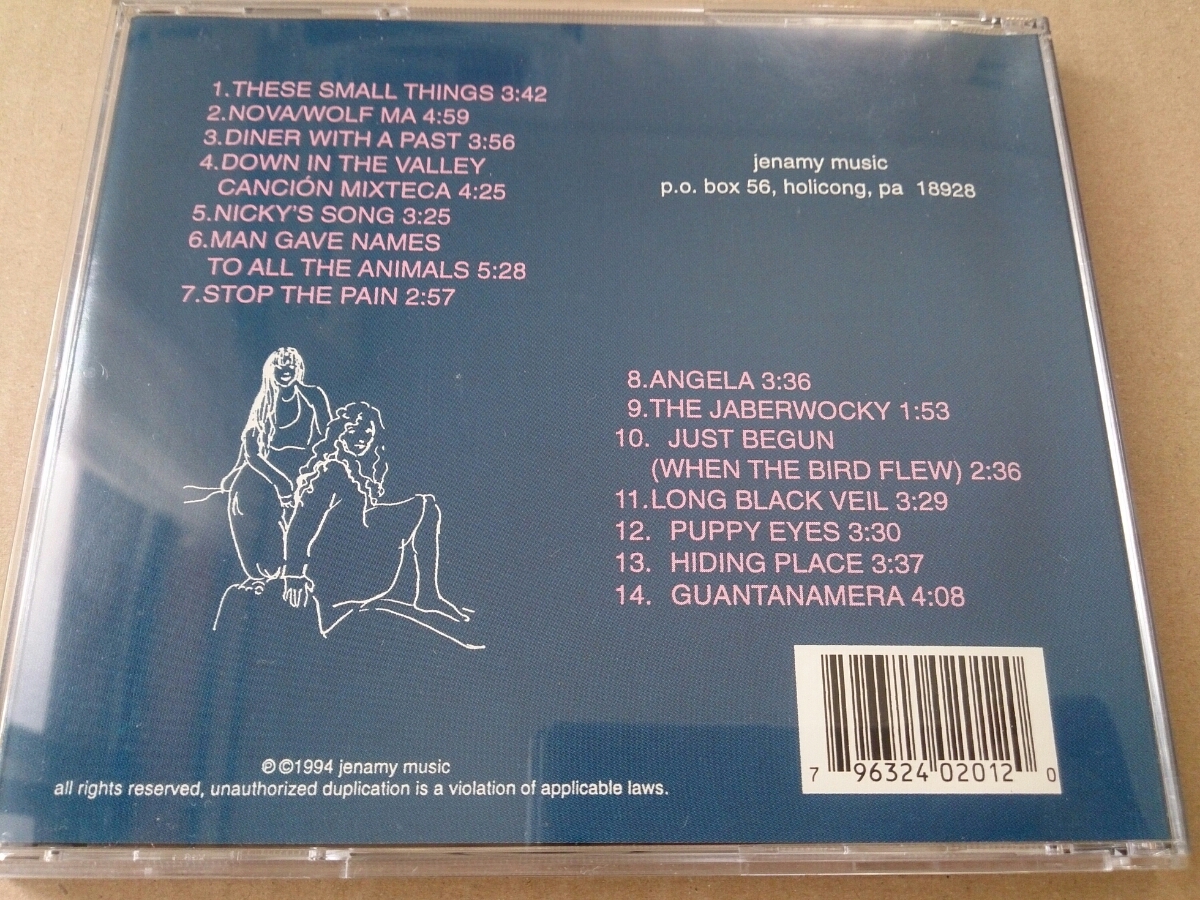 1.THESE SMALL THINGS 3:42
2.NOVA/WOLF MA 4:59
3.DINER WITH A PAST 3:56
4.DOWN IN THE VALLEY
CANCIÓN MIXTECA 4:25
5.NICKY'S SONG 3:25
6.MAN GAVE NAMES
TO ALL THE ANIMALS 5:28
7.STOP THE PAIN 2:57
jenamy music
p.o. box 56, holicong, pa 18928
8.ANGELA 3:36
9.THE JABERWOCKY 1:53
10. JUST BEGUN
(WHEN THE BIRD FLEW) 2:36
11.LONG BLACK VEIL 3:29
12. PUPPY EYES 3:30
13. HIDING PLACE 3:37
14. GUANTANAMERA 4:08
℗©1994 jenamy music
all rights reserved, unauthorized duplication is a violation of applicable laws.
7 96324 02012 0